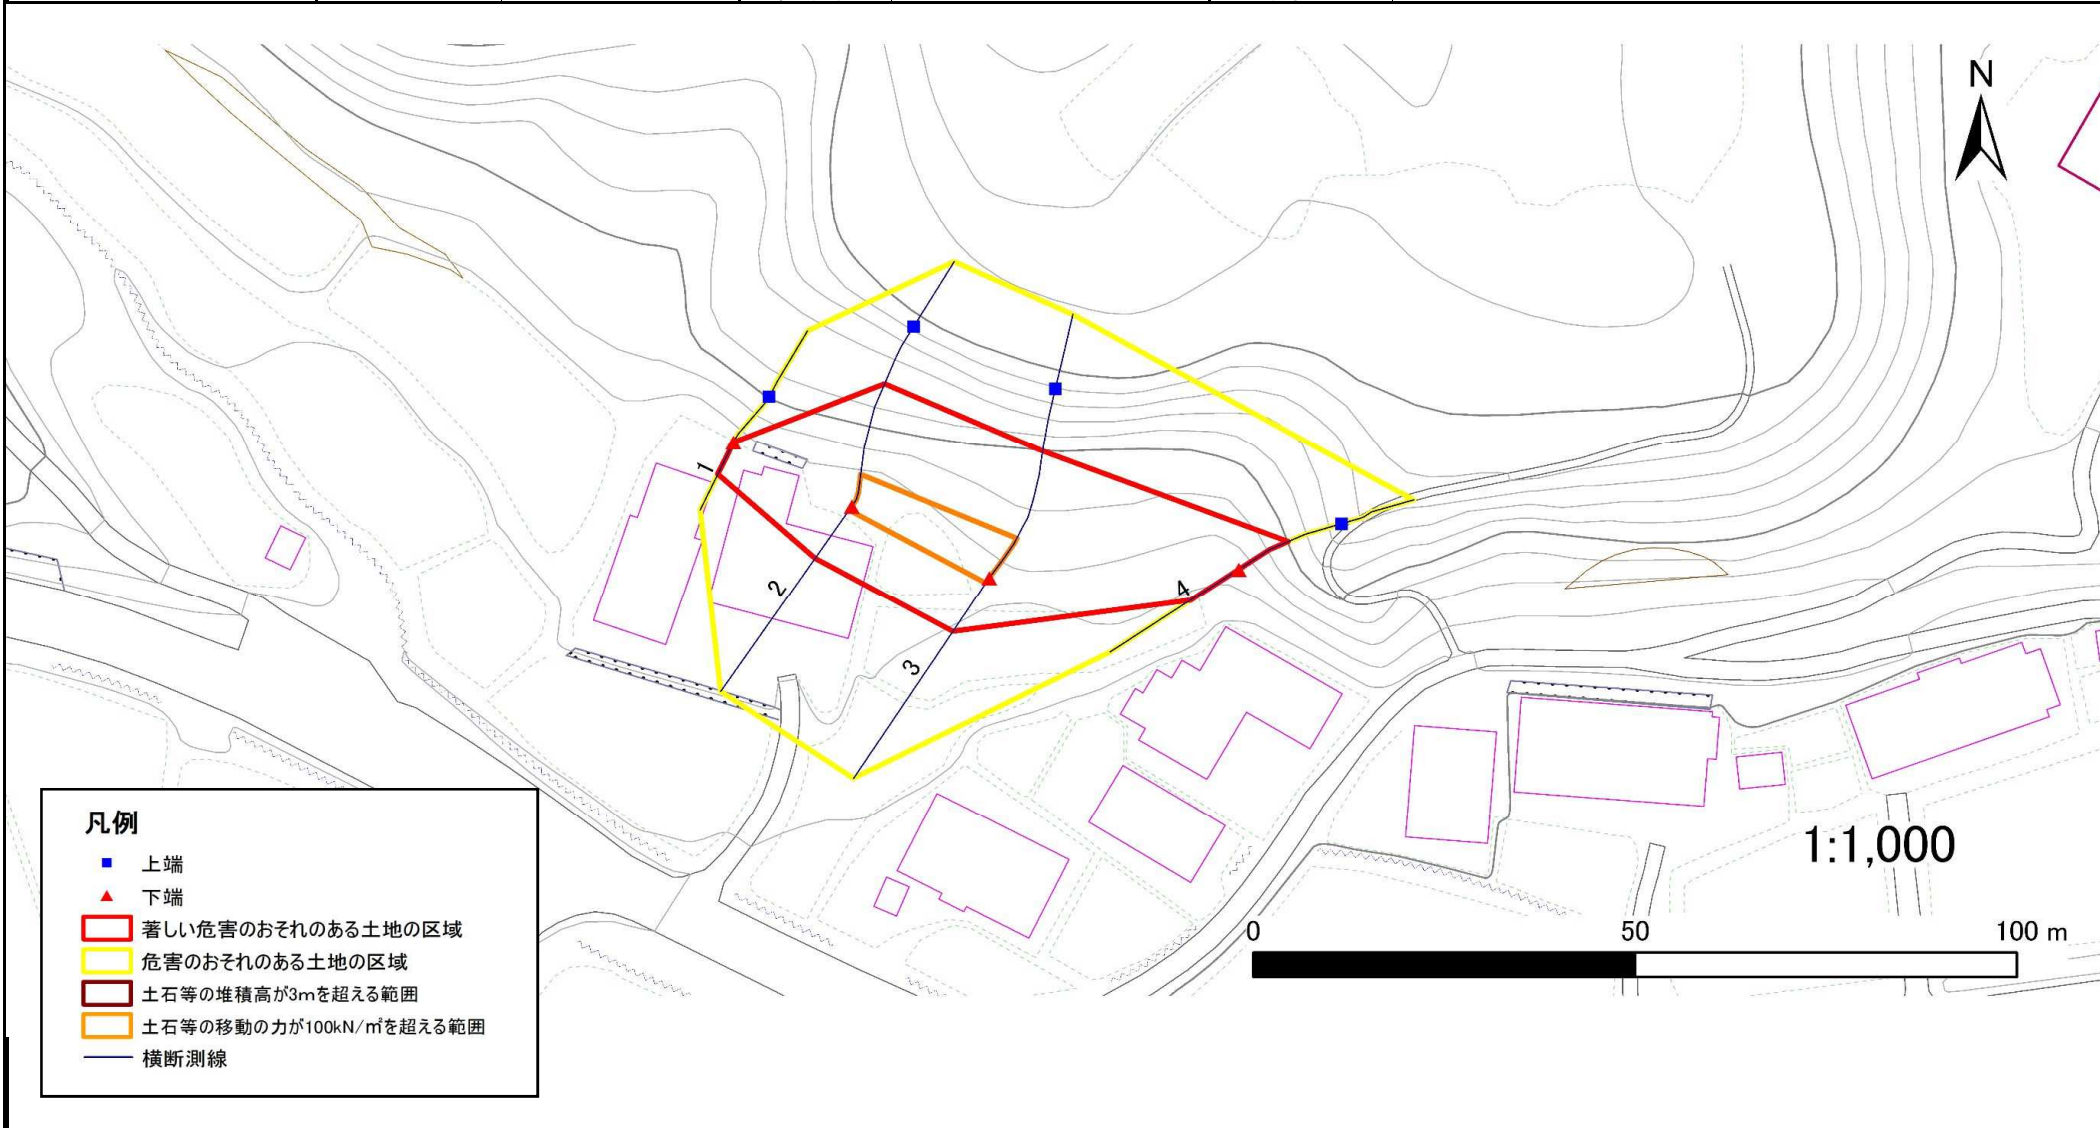 N
1
2
3
4
1:1,000
0 50 100 m
凡例
上端
下端
著しい危害のおそれのある土地の区域
危害のおそれのある土地の区域
土石等の堆積高が3mを超える範囲
土石等の移動の力が100kN/㎡を超える範囲
横断測線